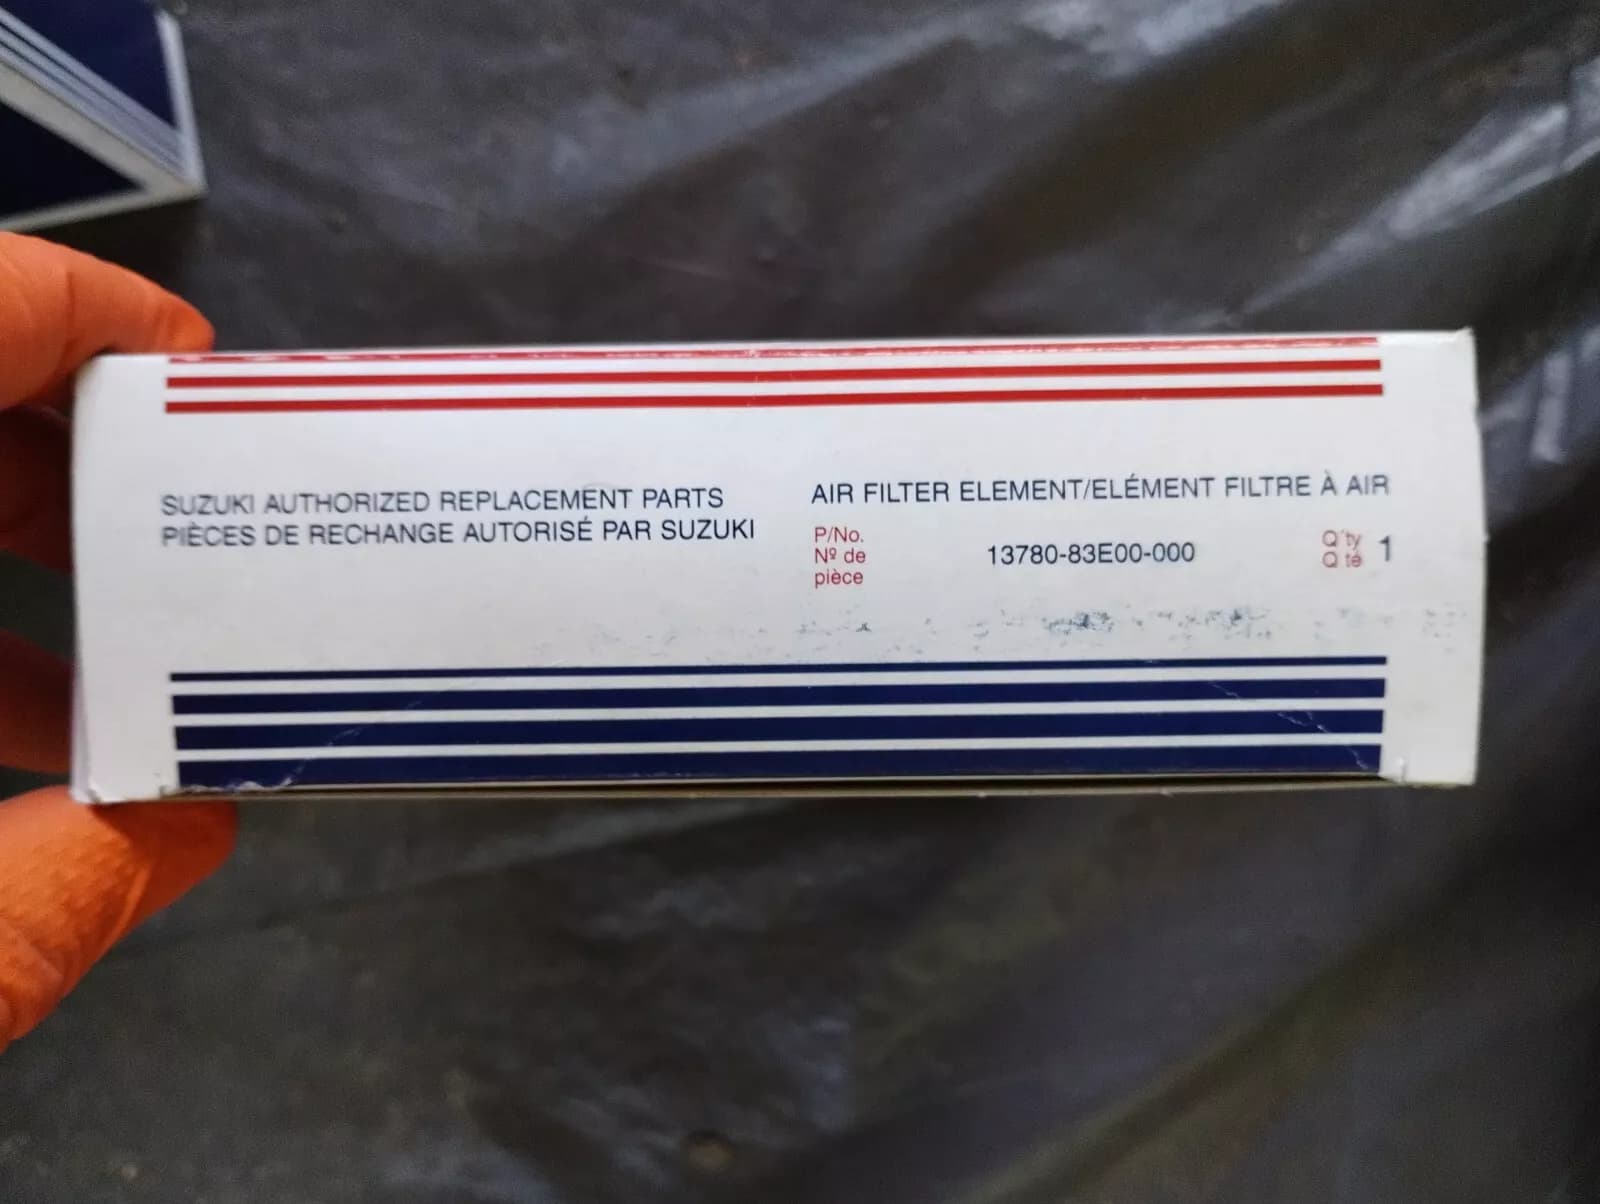 SUZUKI AUTHORIZED REPLACEMENT PARTS
PIÈCES DE RECHANGE AUTORISÉ PAR SUZUKI
AIR FILTER ELEMENT/ELÉMENT FILTRE À AIR
P/No.
Nº de
pièce
13780-83E00-000
Q'ty
Q té
1